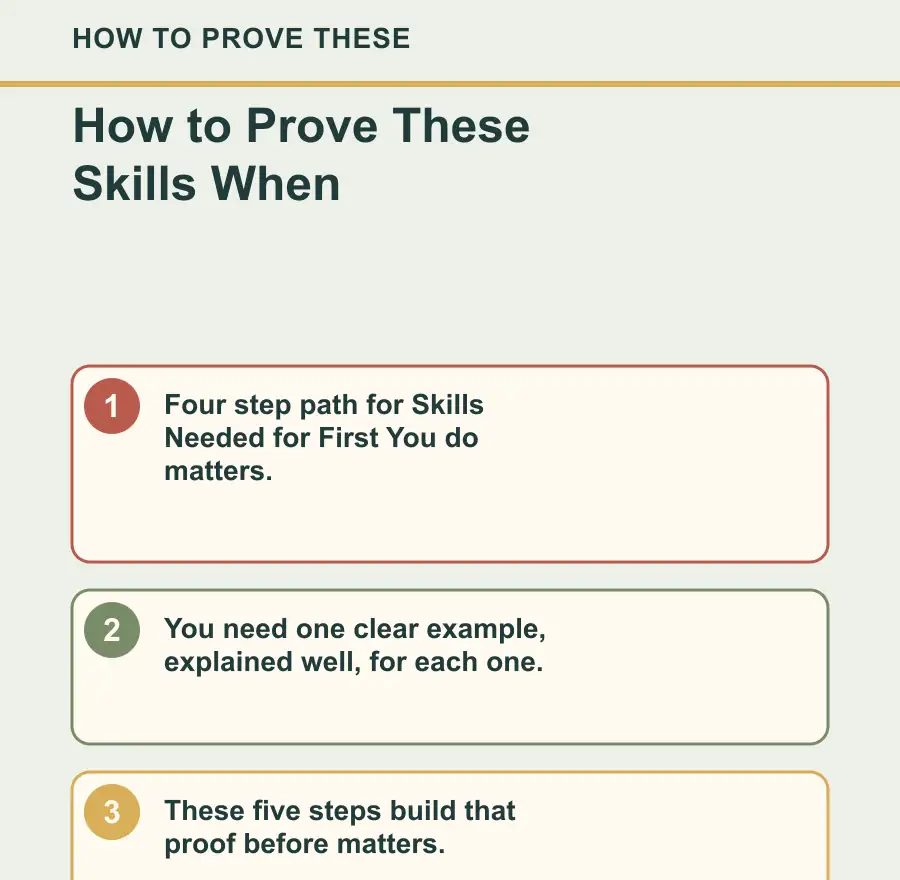 HOW TO PROVE THESE
How to Prove These
Skills When
1
Four step path for Skills
Needed for First You do
matters.
2
You need one clear example,
explained well, for each one.
3
These five steps build that
proof before matters.